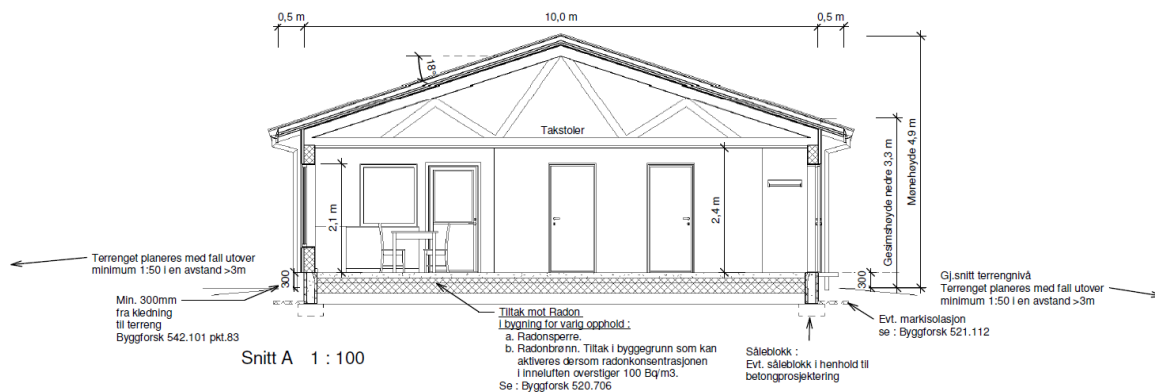 0,5 m
10,0 m
0,5 m
18°
Takstoler
2,1 m
2,4 m
Gesimshøyde nedre 3,3 m
Mønehøyde 4,9 m
Terrenget planeres med fall utover
minimum 1:50 i en avstand >3m
300
300
Min. 300mm
fra kledning
til terreng
Byggforsk 542.101 pkt.83
Gj.snitt terrengnivå
Terrenget planeres med fall utover
minimum 1:50 i en avstand >3m
Evt. markisolasjon
se : Byggforsk 521.112
Tiltak mot Radon
i bygning for varig opphold :
a. Radonsperre.
b. Radonbrønn. Tiltak i byggegrunn som kan
aktiveres dersom radonkonsentrasjonen
i inneluften overstiger 100 Bq/m3.
Se : Byggforsk 520.706
Såleblokk :
Evt. såleblokk i henhold til
betongprosjektering
Snitt A 1 : 100